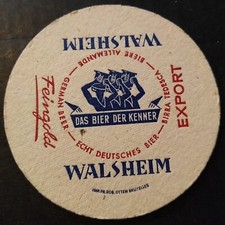 WALSHEIM
GERMAN BEER — BIERE ALLEMANDE — BIRRA TEDESCA
Feingold
DAS BIER DER KENNER
EXPORT
ECHT DEUTSCHES BIER
WALSHEIM